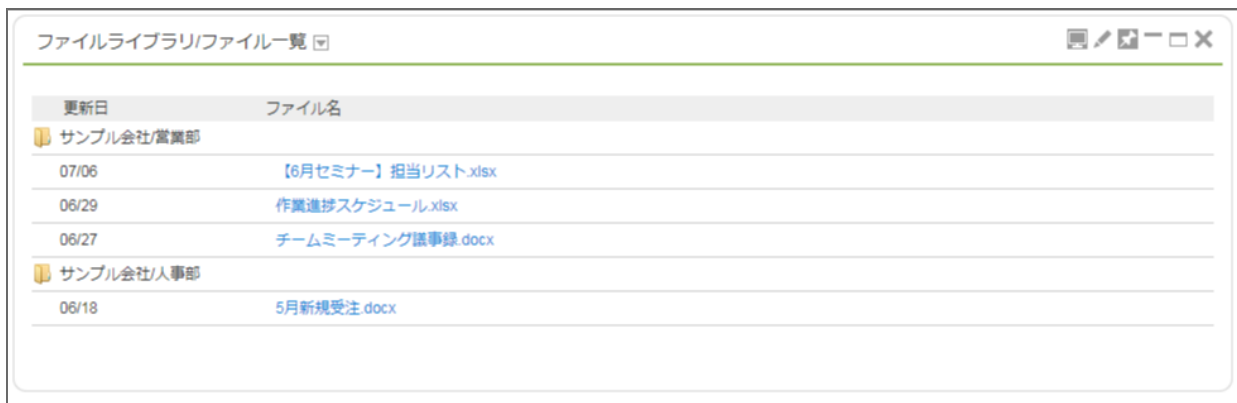 ファイルライブラリ/ファイル一覧
更新日 ファイル名
サンプル会社/営業部
07/06 【6月セミナー】担当リスト.xlsx
06/29 作業進捗スケジュール.xlsx
06/27 チームミーティング議事録.docx
サンプル会社/人事部
06/18 5月新規受注.docx